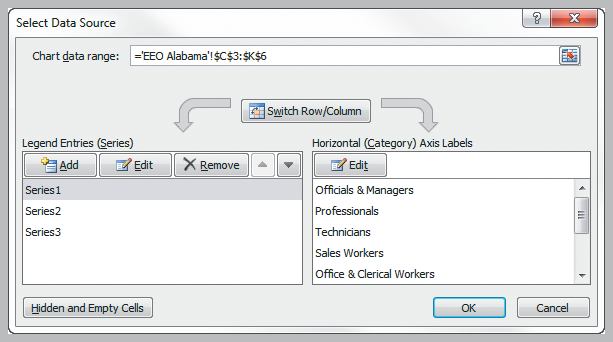 Select Data Source
Chart data range: ='EEO Alabama'!$C$3:$K$6
Switch Row/Column
Legend Entries (Series)
Horizontal (Category) Axis Labels
Add Edit Remove
Edit
Series1
Series2
Series3
Officials & Managers
Professionals
Technicians
Sales Workers
Office & Clerical Workers
Hidden and Empty Cells
OK Cancel